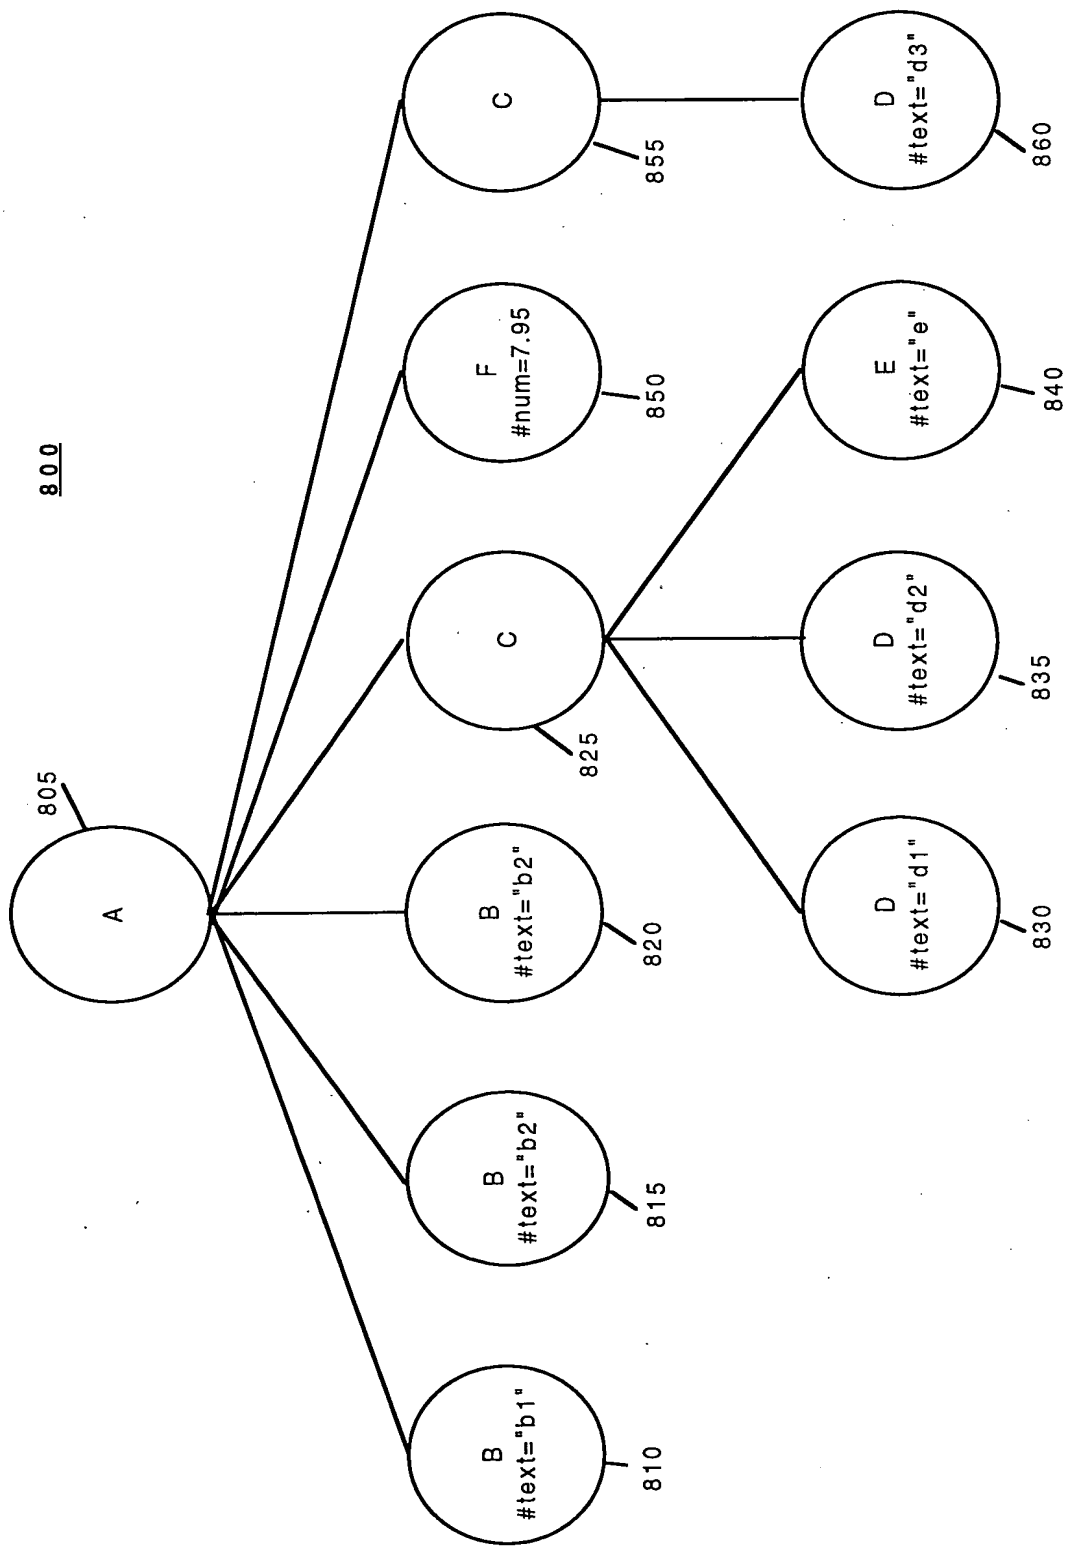 800
A
805
B
#text="b1"
810
B
#text="b2"
815
B
#text="b2"
820
C
825
F
#num=7.95
850
C
855
D
#text="d1"
830
D
#text="d2"
835
E
#text="e"
840
D
#text="d3"
860